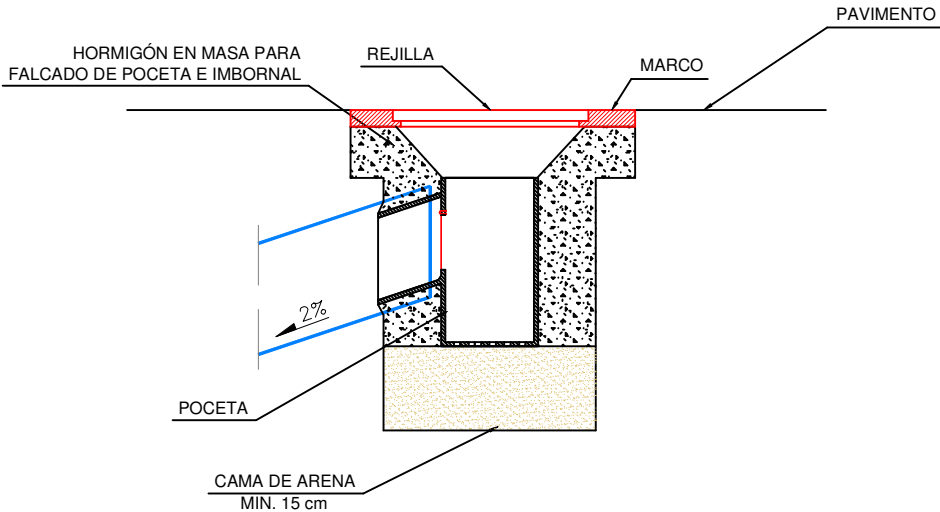 PAVIMENTO
HORMIGÓN EN MASA PARA
FALCADO DE POCETA E IMBORNAL
REJILLA
MARCO
2%
POCETA
CAMA DE ARENA
MIN. 15 cm